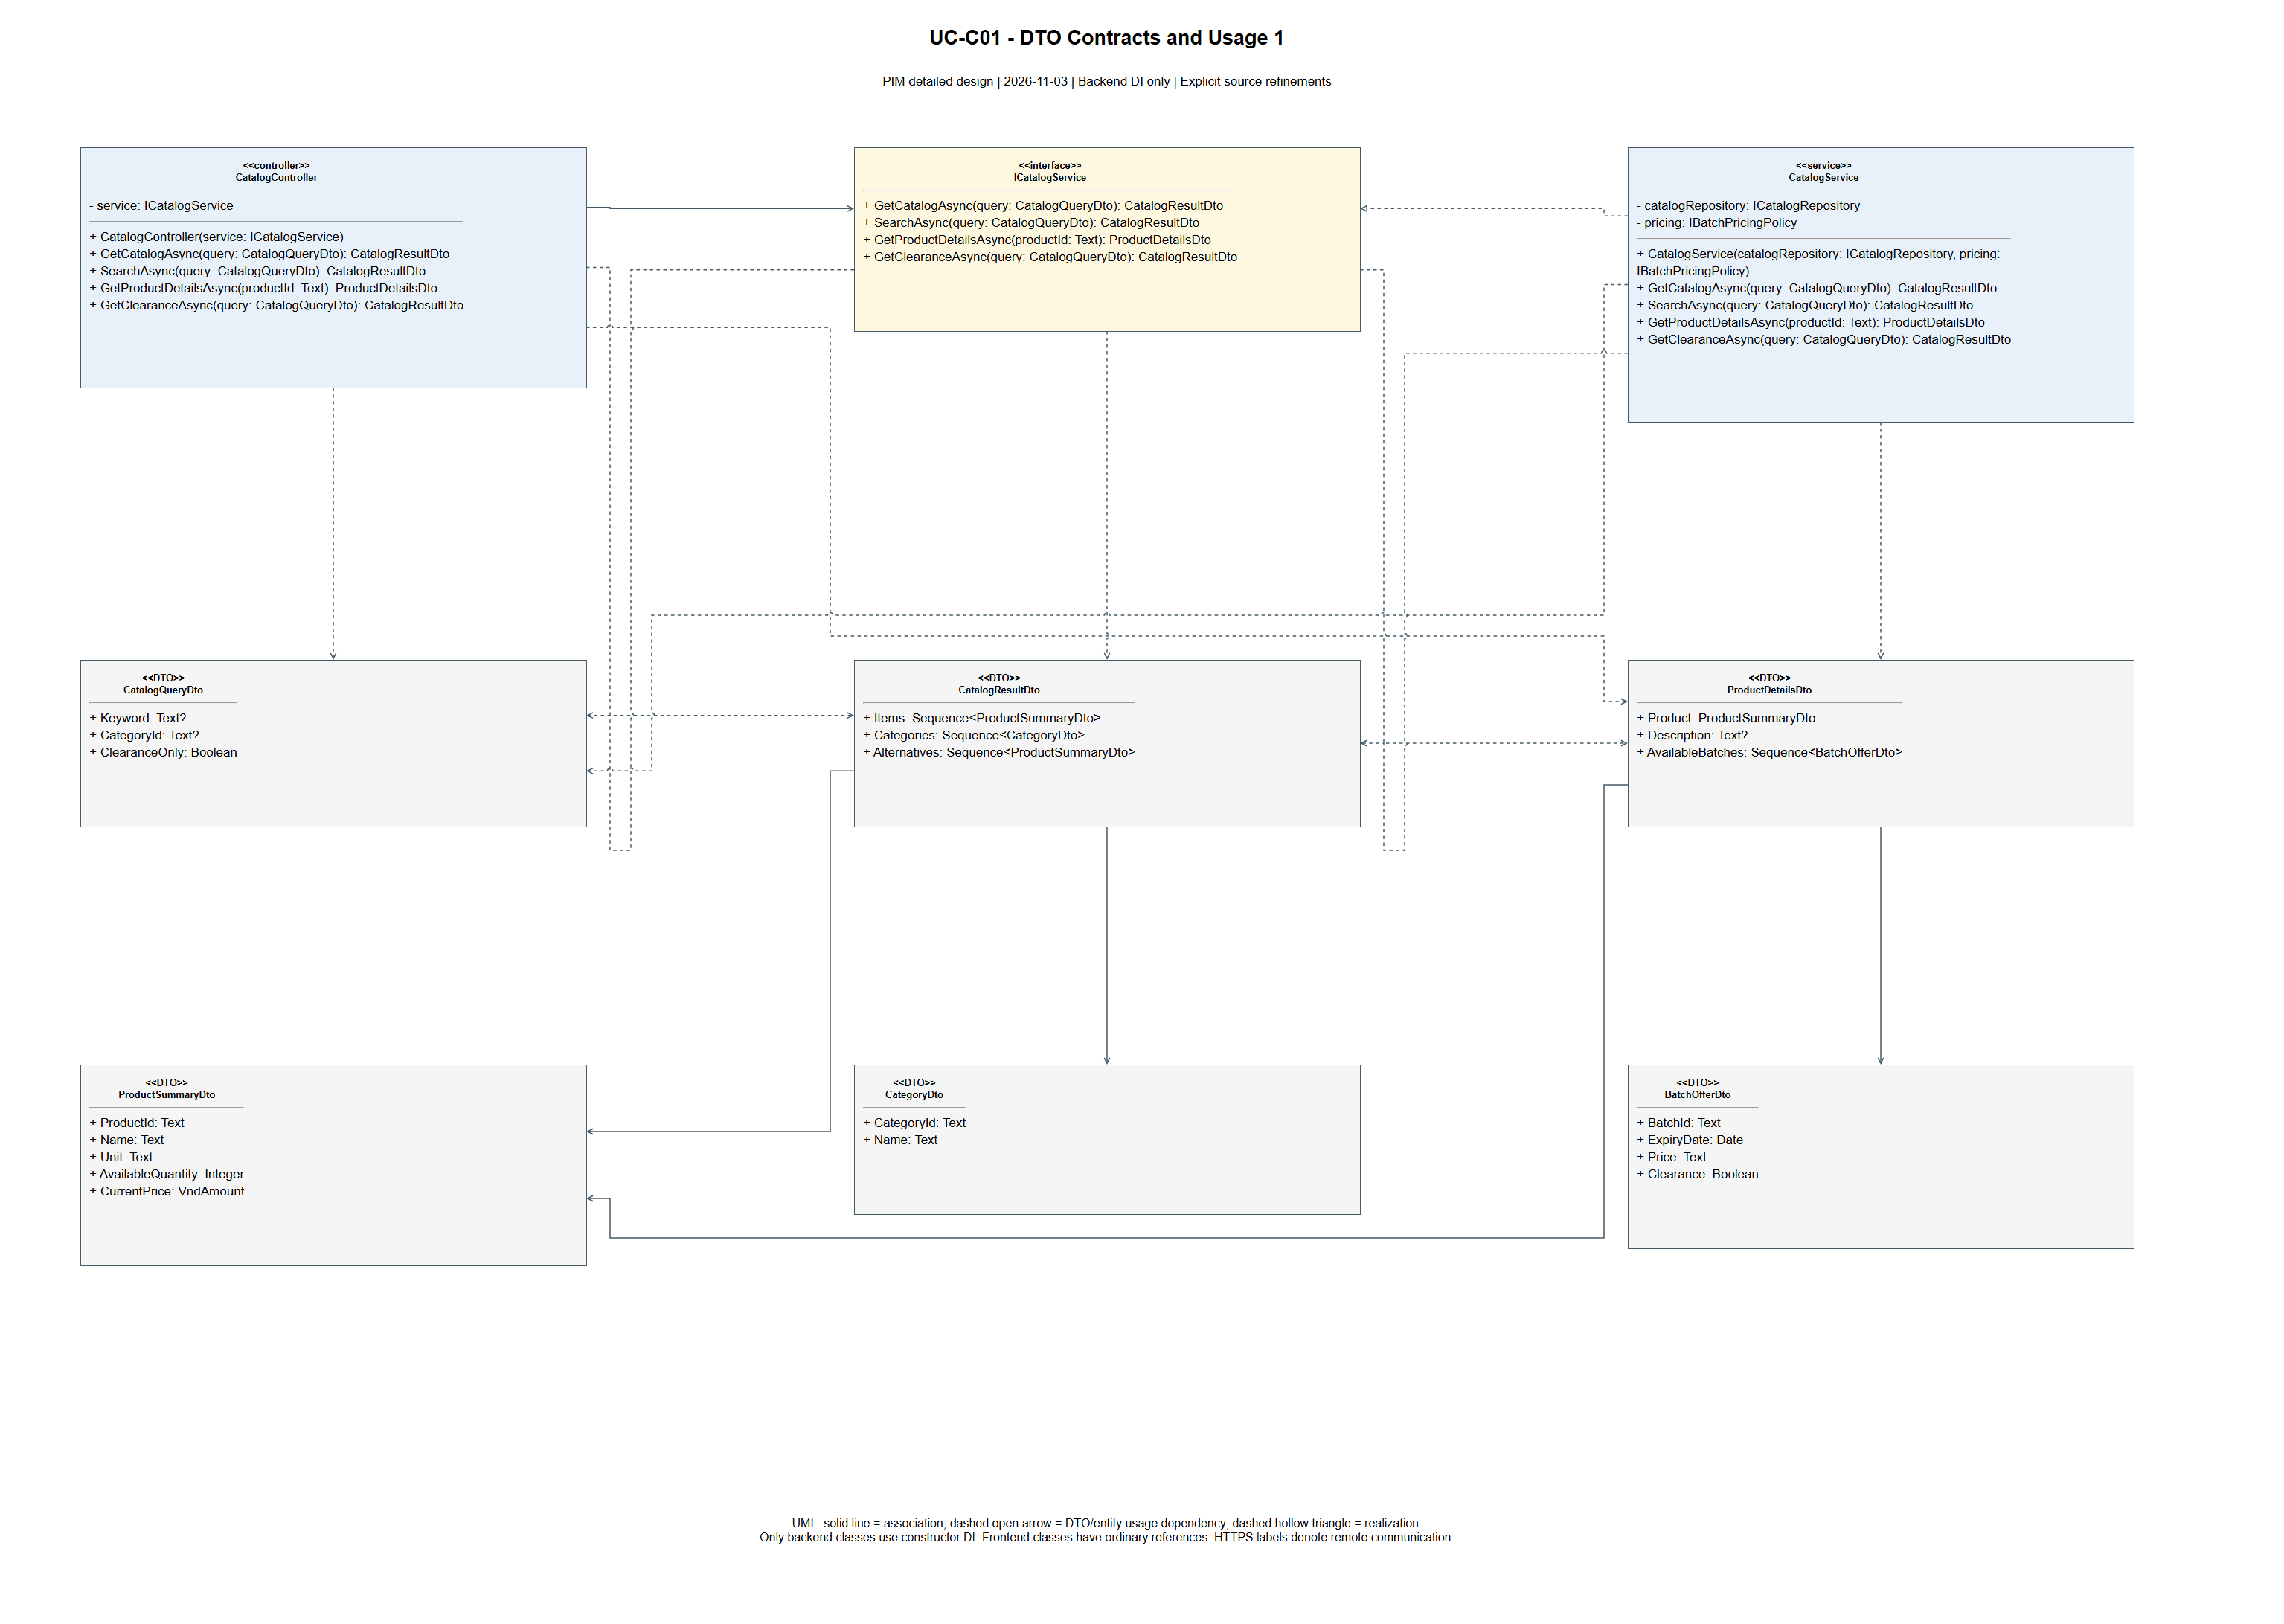 UC-C01 - DTO Contracts and Usage 1
PIM detailed design | 2026-11-03 | Backend DI only | Explicit source refinements
<<controller>>
CatalogController
- service: ICatalogService
+ CatalogController(service: ICatalogService)
+ GetCatalogAsync(query: CatalogQueryDto): CatalogResultDto
+ SearchAsync(query: CatalogQueryDto): CatalogResultDto
+ GetProductDetailsAsync(productId: Text): ProductDetailsDto
+ GetClearanceAsync(query: CatalogQueryDto): CatalogResultDto
<<interface>>
ICatalogService
+ GetCatalogAsync(query: CatalogQueryDto): CatalogResultDto
+ SearchAsync(query: CatalogQueryDto): CatalogResultDto
+ GetProductDetailsAsync(productId: Text): ProductDetailsDto
+ GetClearanceAsync(query: CatalogQueryDto): CatalogResultDto
<<service>>
CatalogService
- catalogRepository: ICatalogRepository
- pricing: IBatchPricingPolicy
+ CatalogService(catalogRepository: ICatalogRepository, pricing:
IBatchPricingPolicy)
+ GetCatalogAsync(query: CatalogQueryDto): CatalogResultDto
+ SearchAsync(query: CatalogQueryDto): CatalogResultDto
+ GetProductDetailsAsync(productId: Text): ProductDetailsDto
+ GetClearanceAsync(query: CatalogQueryDto): CatalogResultDto
<<DTO>>
CatalogQueryDto
+ Keyword: Text?
+ CategoryId: Text?
+ ClearanceOnly: Boolean
<<DTO>>
CatalogResultDto
+ Items: Sequence<ProductSummaryDto>
+ Categories: Sequence<CategoryDto>
+ Alternatives: Sequence<ProductSummaryDto>
<<DTO>>
ProductDetailsDto
+ Product: ProductSummaryDto
+ Description: Text?
+ AvailableBatches: Sequence<BatchOfferDto>
<<DTO>>
ProductSummaryDto
+ ProductId: Text
+ Name: Text
+ Unit: Text
+ AvailableQuantity: Integer
+ CurrentPrice: VndAmount
<<DTO>>
CategoryDto
+ CategoryId: Text
+ Name: Text
<<DTO>>
BatchOfferDto
+ BatchId: Text
+ ExpiryDate: Date
+ Price: Text
+ Clearance: Boolean
UML: solid line = association; dashed open arrow = DTO/entity usage dependency; dashed hollow triangle = realization.
Only backend classes use constructor DI. Frontend classes have ordinary references. HTTPS labels denote remote communication.